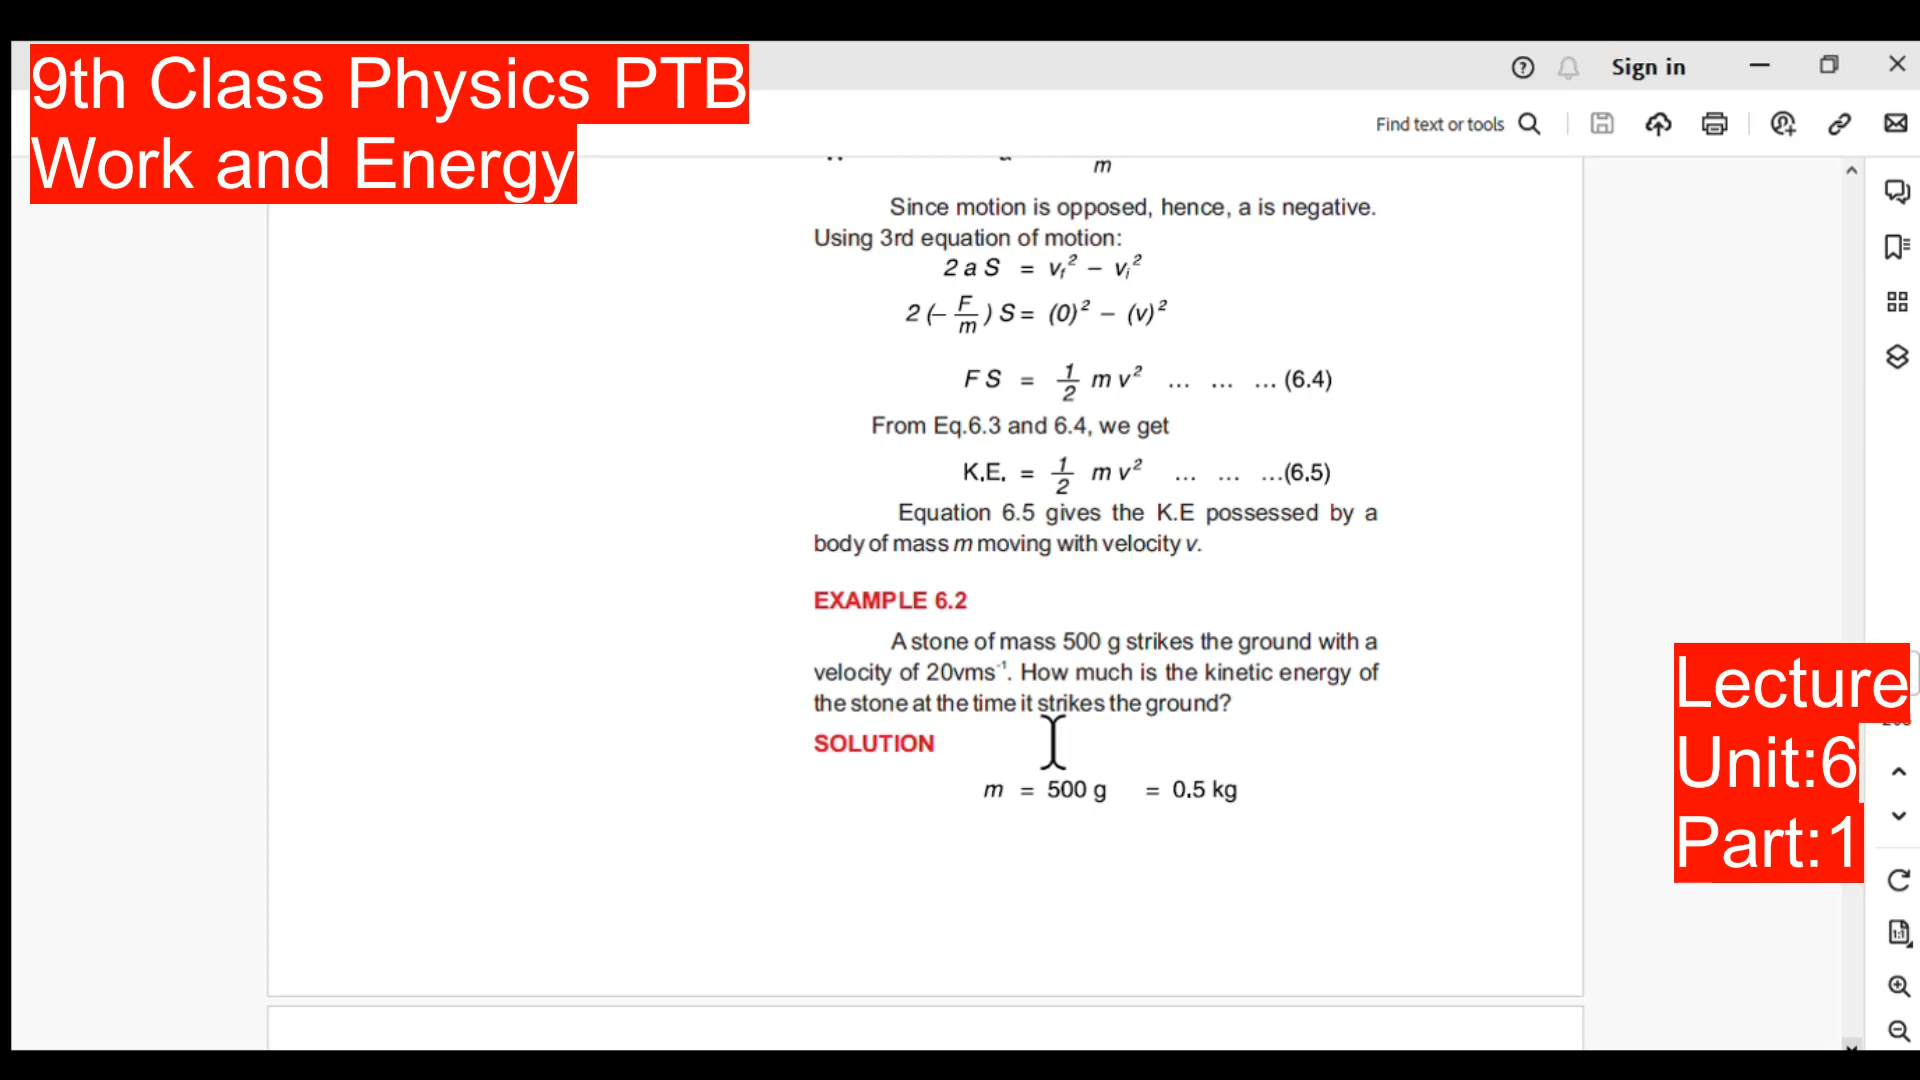 9th Class Physics PTB
Work and Energy
Sign in
Find text or tools
m
Since motion is opposed, hence, a is negative.
Using 3rd equation of motion:
2 a S = v_f² – v_i²
2 (– F/m ) S = (0)² – (v)²
F S = 1/2 m v² ... ... ... (6.4)
From Eq.6.3 and 6.4, we get
K.E. = 1/2 m v² ... ... ...(6.5)
Equation 6.5 gives the K.E possessed by a
body of mass m moving with velocity v.
EXAMPLE 6.2
A stone of mass 500 g strikes the ground with a
velocity of 20vms⁻¹. How much is the kinetic energy of
the stone at the time it strikes the ground?
SOLUTION
m = 500 g = 0.5 kg
Lecture
Unit:6
Part:1